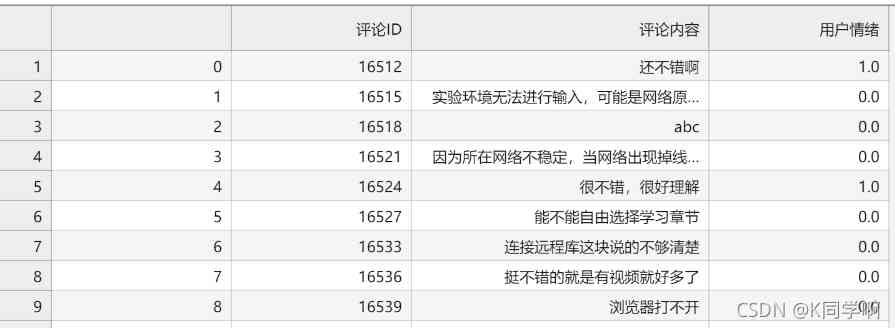 评论ID 评论内容 用户情绪
1 0 16512 还不错啊 1.0
2 1 16515 实验环境无法进行输入，可能是网络原... 0.0
3 2 16518 abc 0.0
4 3 16521 因为所在网络不稳定，当网络出现掉线... 0.0
5 4 16524 很不错，很好理解 1.0
6 5 16527 能不能自由选择学习章节 0.0
7 6 16533 连接远程库这块说的不够清楚 0.0
8 7 16536 挺不错的就是有视频就好多了 0.0
9 8 16539 浏览器打不开 0.0
CSDN @K同学啊